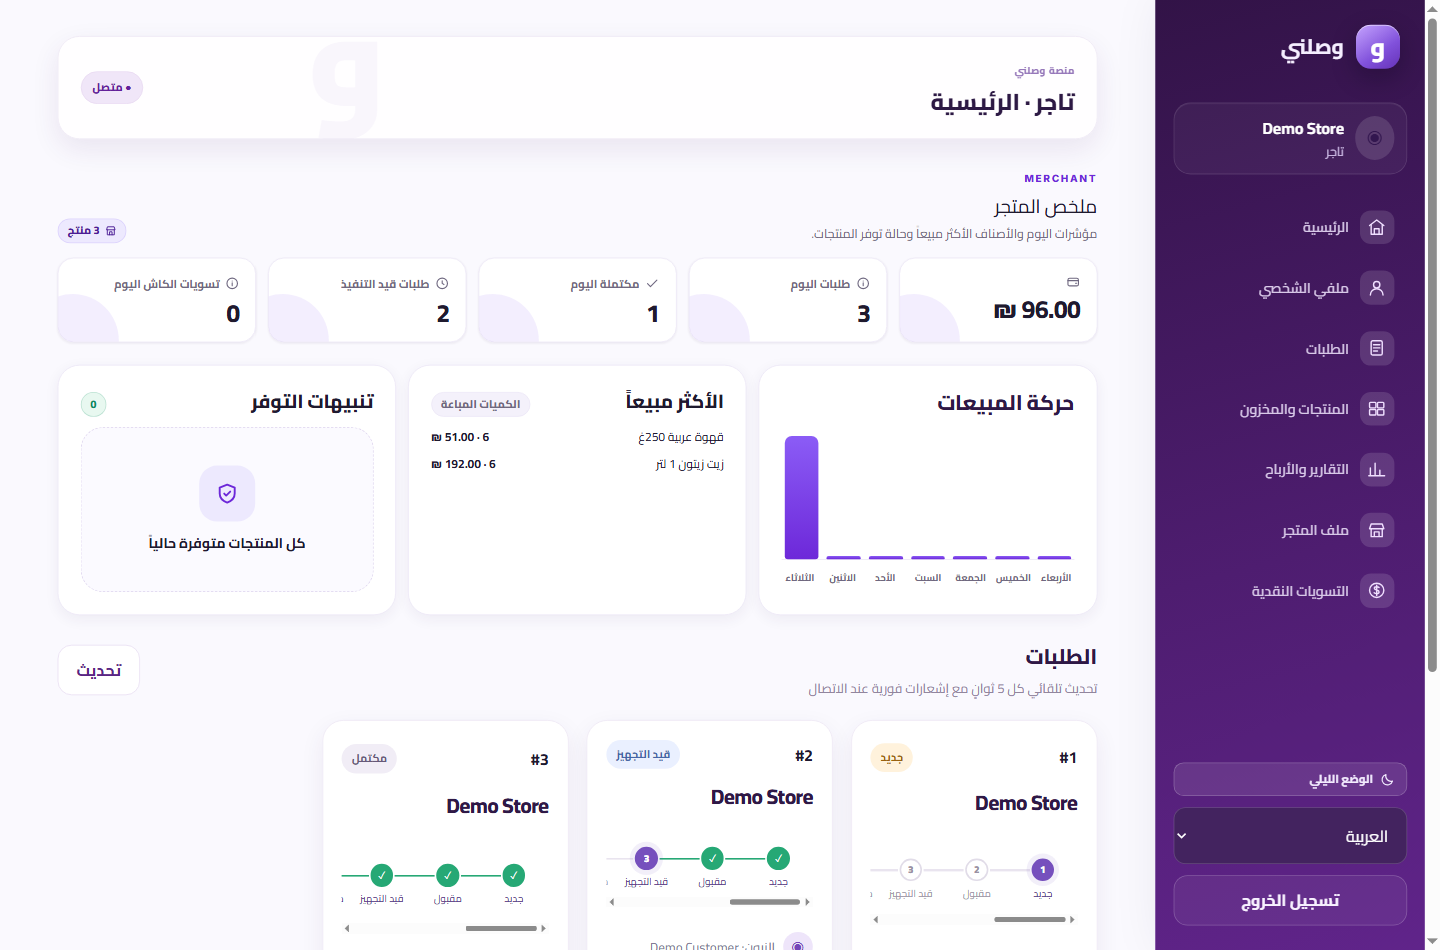 و
وصلني
Demo Store
تاجر
الرئيسية
ملفي الشخصي
الطلبات
المنتجات والمخزون
التقارير والأرباح
ملف المتجر
التسويات النقدية
الوضع الليلي
العربية
تسجيل الخروج
منصة وصلني
تاجر · الرئيسية
و
• متصل
MERCHANT
ملخص المتجر
مؤشرات اليوم والأصناف الأكثر مبيعاً وحالة توفر المنتجات.
3 منتج
96.00 ₪
طلبات اليوم
3
مكتملة اليوم
1
طلبات قيد التنفيذ
2
تسويات الكاش اليوم
0
حركة المبيعات
الأربعاء
الخميس
الجمعة
السبت
الأحد
الاثنين
الثلاثاء
الأكثر مبيعاً
الكميات المباعة
قهوة عربية 250غ
6 · 51.00 ₪
زيت زيتون 1 لتر
6 · 192.00 ₪
تنبيهات التوفر
0
كل المنتجات متوفرة حالياً
الطلبات
تحديث تلقائي كل 5 ثوانٍ مع إشعارات فورية عند الاتصال
تحديث
#1
جديد
Demo Store
1
2
3
جديد
مقبول
قيد التجهيز
#2
قيد التجهيز
Demo Store
✓
✓
3
جديد
مقبول
قيد التجهيز
الزبون: Demo Customer
#3
مكتمل
Demo Store
✓
✓
✓
جديد
مقبول
قيد التجهيز